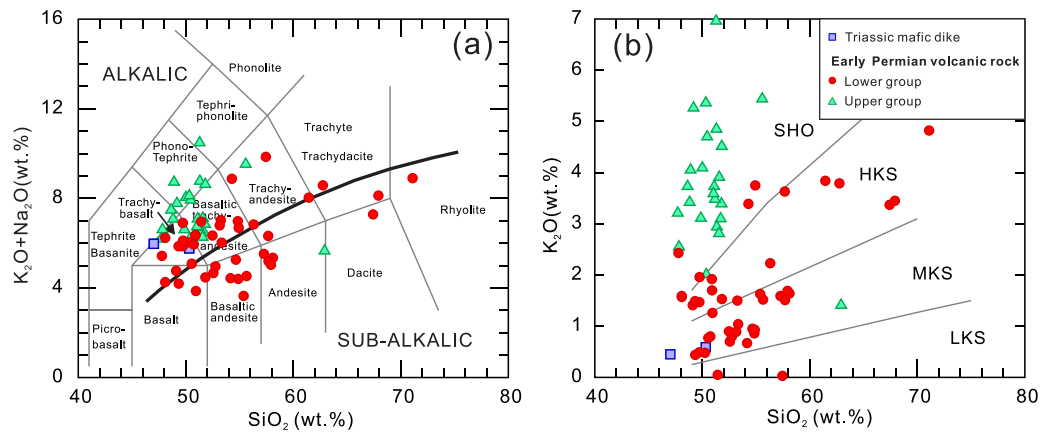 16
12
8
4
0
40
50
60
70
80
K2O+Na2O(wt.%)
SiO2 (wt.%)
(a)
ALKALIC
SUB-ALKALIC
Phonolite
Tephri-
phonolite
Trachyte
Trachydacite
Phono-
Tephrite
Trachy-
andesite
Trachy-
basalt
Basaltic
trachy-
andesite
Rhyolite
Tephrite
Basanite
Dacite
Andesite
Basaltic
andesite
Basalt
Picro-
basalt
7
6
5
4
3
2
1
0
40
50
60
70
80
K2O(wt.%)
SiO2 (wt.%)
(b)
Triassic mafic dike
Early Permian volcanic rock
Lower group
Upper group
SHO
HKS
MKS
LKS